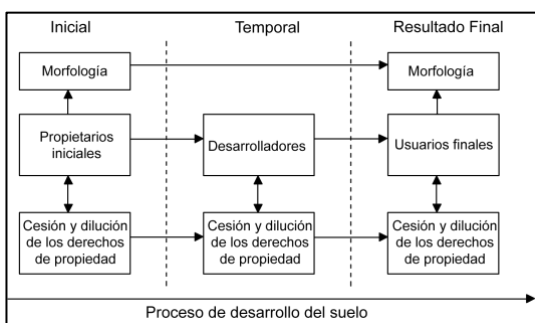 Inicial
Temporal
Resultado Final
Morfología
Morfología
Propietarios
iniciales
Desarrolladores
Usuarios finales
Cesión y dilución
de los derechos
de propiedad
Cesión y dilución
de los derechos
de propiedad
Cesión y dilución
de los derechos
de propiedad
Proceso de desarrollo del suelo